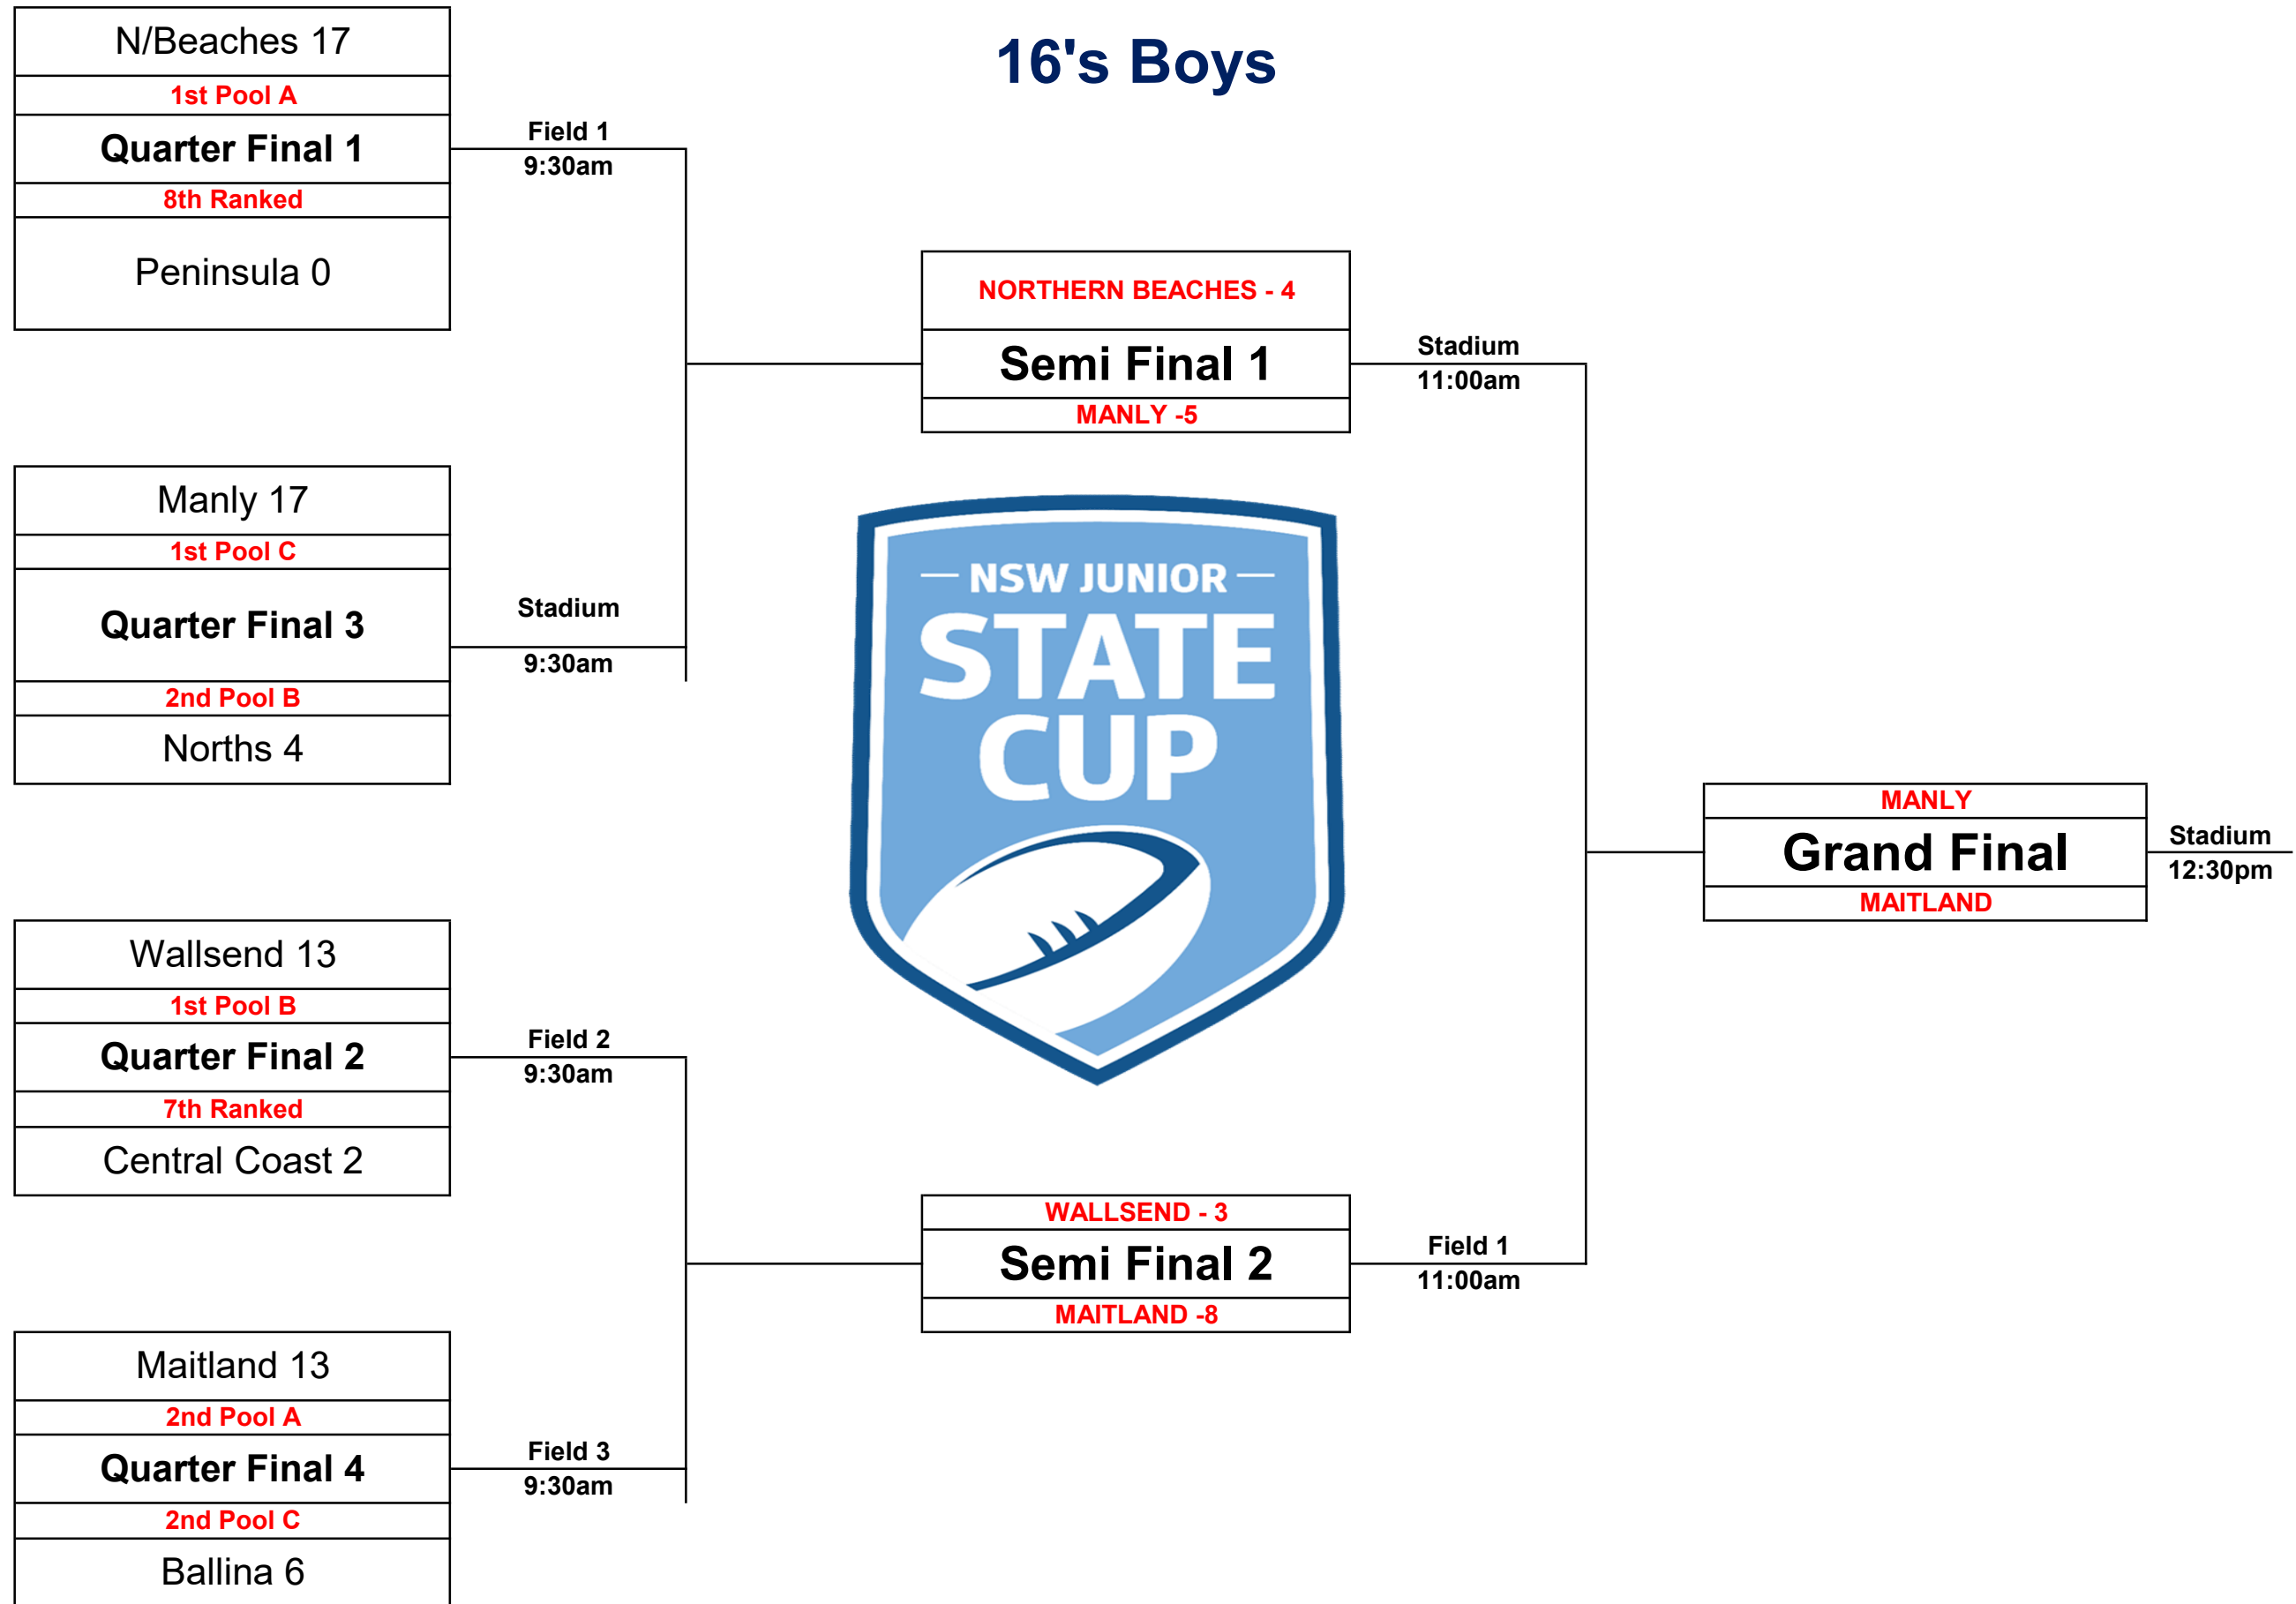 16's Boys
N/Beaches 17
1st Pool A
Quarter Final 1
8th Ranked
Peninsula 0
Field 1
9:30am
Manly 17
1st Pool C
Quarter Final 3
2nd Pool B
Norths 4
Stadium
9:30am
Wallsend 13
1st Pool B
Quarter Final 2
7th Ranked
Central Coast 2
Field 2
9:30am
Maitland 13
2nd Pool A
Quarter Final 4
2nd Pool C
Ballina 6
Field 3
9:30am
NORTHERN BEACHES - 4
Semi Final 1
MANLY -5
Stadium
11:00am
NSW JUNIOR
STATE
CUP
WALLSEND - 3
Semi Final 2
MAITLAND -8
Field 1
11:00am
MANLY
Grand Final
MAITLAND
Stadium
12:30pm